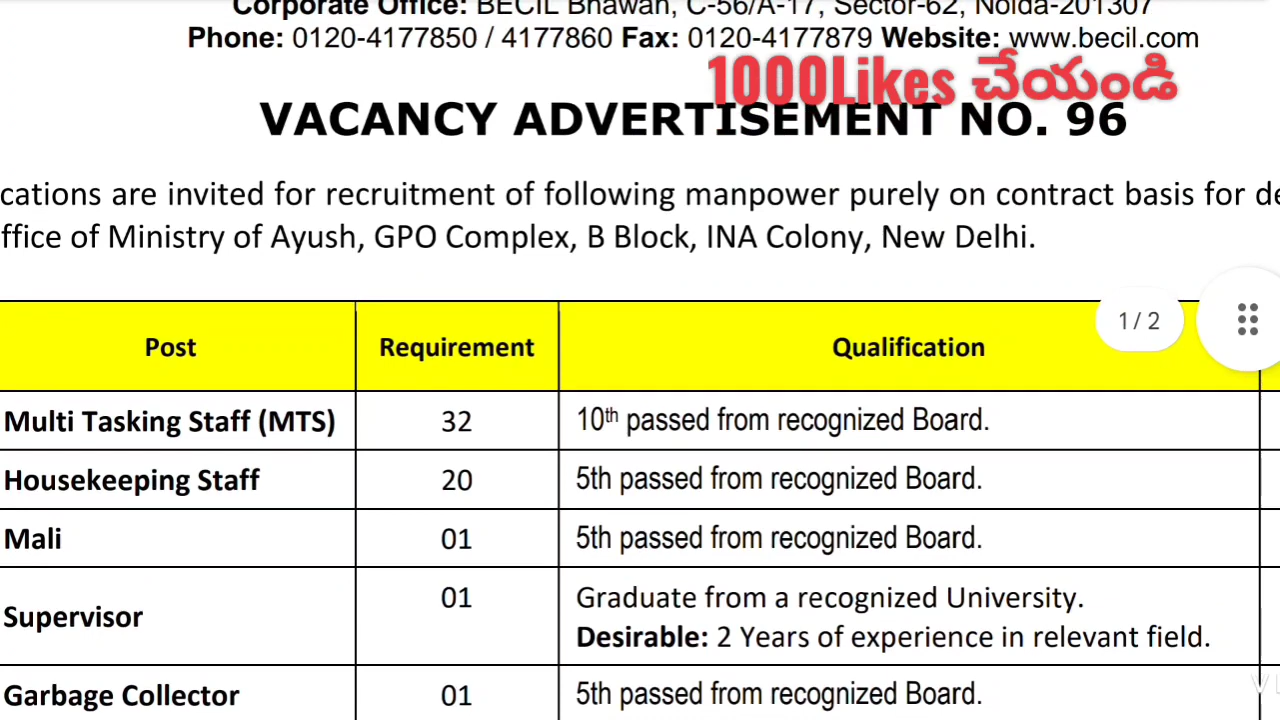 Corporate Office: BECIL Bhawan, C-56/A-17, Sector-62, Noida-201307
Phone: 0120-4177850 / 4177860 Fax: 0120-4177879 Website: www.becil.com
1000Likes చేయండి
VACANCY ADVERTISEMENT NO. 96
cations are invited for recruitment of following manpower purely on contract basis for de
ffice of Ministry of Ayush, GPO Complex, B Block, INA Colony, New Delhi.
1 / 2
Post Requirement Qualification
Multi Tasking Staff (MTS) 32 10th passed from recognized Board.
Housekeeping Staff 20 5th passed from recognized Board.
Mali 01 5th passed from recognized Board.
Supervisor 01 Graduate from a recognized University.
Desirable: 2 Years of experience in relevant field.
Garbage Collector 01 5th passed from recognized Board.